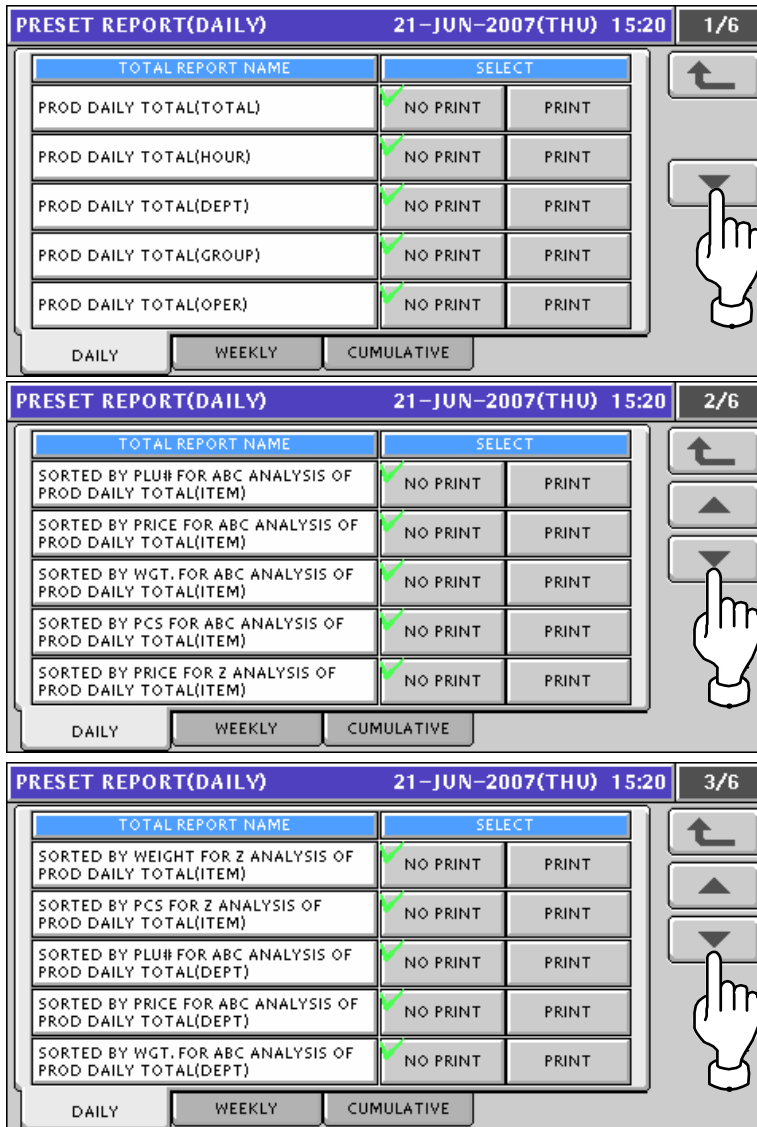 PRESET REPORT(DAILY) 21-JUN-2007(THU) 15:20 1/6
TOTAL REPORT NAME SELECT
PROD DAILY TOTAL(TOTAL) NO PRINT PRINT
PROD DAILY TOTAL(HOUR) NO PRINT PRINT
PROD DAILY TOTAL(DEPT) NO PRINT PRINT
PROD DAILY TOTAL(GROUP) NO PRINT PRINT
PROD DAILY TOTAL(OPER) NO PRINT PRINT
DAILY WEEKLY CUMULATIVE
PRESET REPORT(DAILY) 21-JUN-2007(THU) 15:20 2/6
TOTAL REPORT NAME SELECT
SORTED BY PLU# FOR ABC ANALYSIS OF
PROD DAILY TOTAL(ITEM) NO PRINT PRINT
SORTED BY PRICE FOR ABC ANALYSIS OF
PROD DAILY TOTAL(ITEM) NO PRINT PRINT
SORTED BY WGT. FOR ABC ANALYSIS OF
PROD DAILY TOTAL(ITEM) NO PRINT PRINT
SORTED BY PCS FOR ABC ANALYSIS OF
PROD DAILY TOTAL(ITEM) NO PRINT PRINT
SORTED BY PRICE FOR Z ANALYSIS OF
PROD DAILY TOTAL(ITEM) NO PRINT PRINT
DAILY WEEKLY CUMULATIVE
PRESET REPORT(DAILY) 21-JUN-2007(THU) 15:20 3/6
TOTAL REPORT NAME SELECT
SORTED BY WEIGHT FOR Z ANALYSIS OF
PROD DAILY TOTAL(ITEM) NO PRINT PRINT
SORTED BY PCS FOR Z ANALYSIS OF
PROD DAILY TOTAL(ITEM) NO PRINT PRINT
SORTED BY PLU# FOR ABC ANALYSIS OF
PROD DAILY TOTAL(DEPT) NO PRINT PRINT
SORTED BY PRICE FOR ABC ANALYSIS OF
PROD DAILY TOTAL(DEPT) NO PRINT PRINT
SORTED BY WGT. FOR ABC ANALYSIS OF
PROD DAILY TOTAL(DEPT) NO PRINT PRINT
DAILY WEEKLY CUMULATIVE